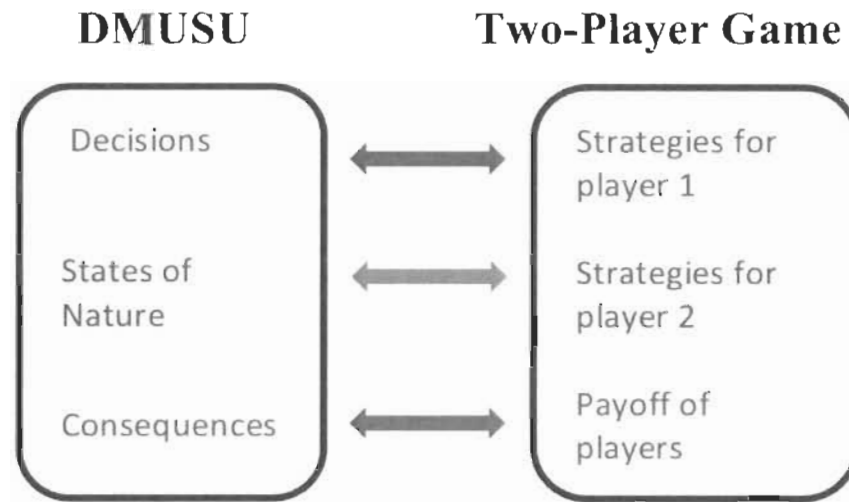 DMUSU
Two-Player Game
Decisions
Strategies for
player 1
States of
Nature
Strategies for
player 2
Consequences
Payoff of
players